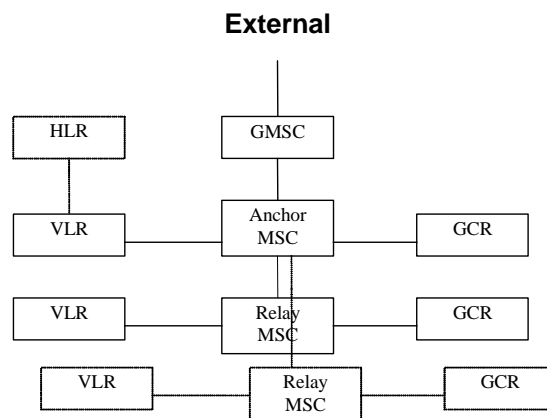 External
HLR
GMSC
VLR
Anchor
MSC
GCR
VLR
Relay
MSC
GCR
VLR
Relay
MSC
GCR